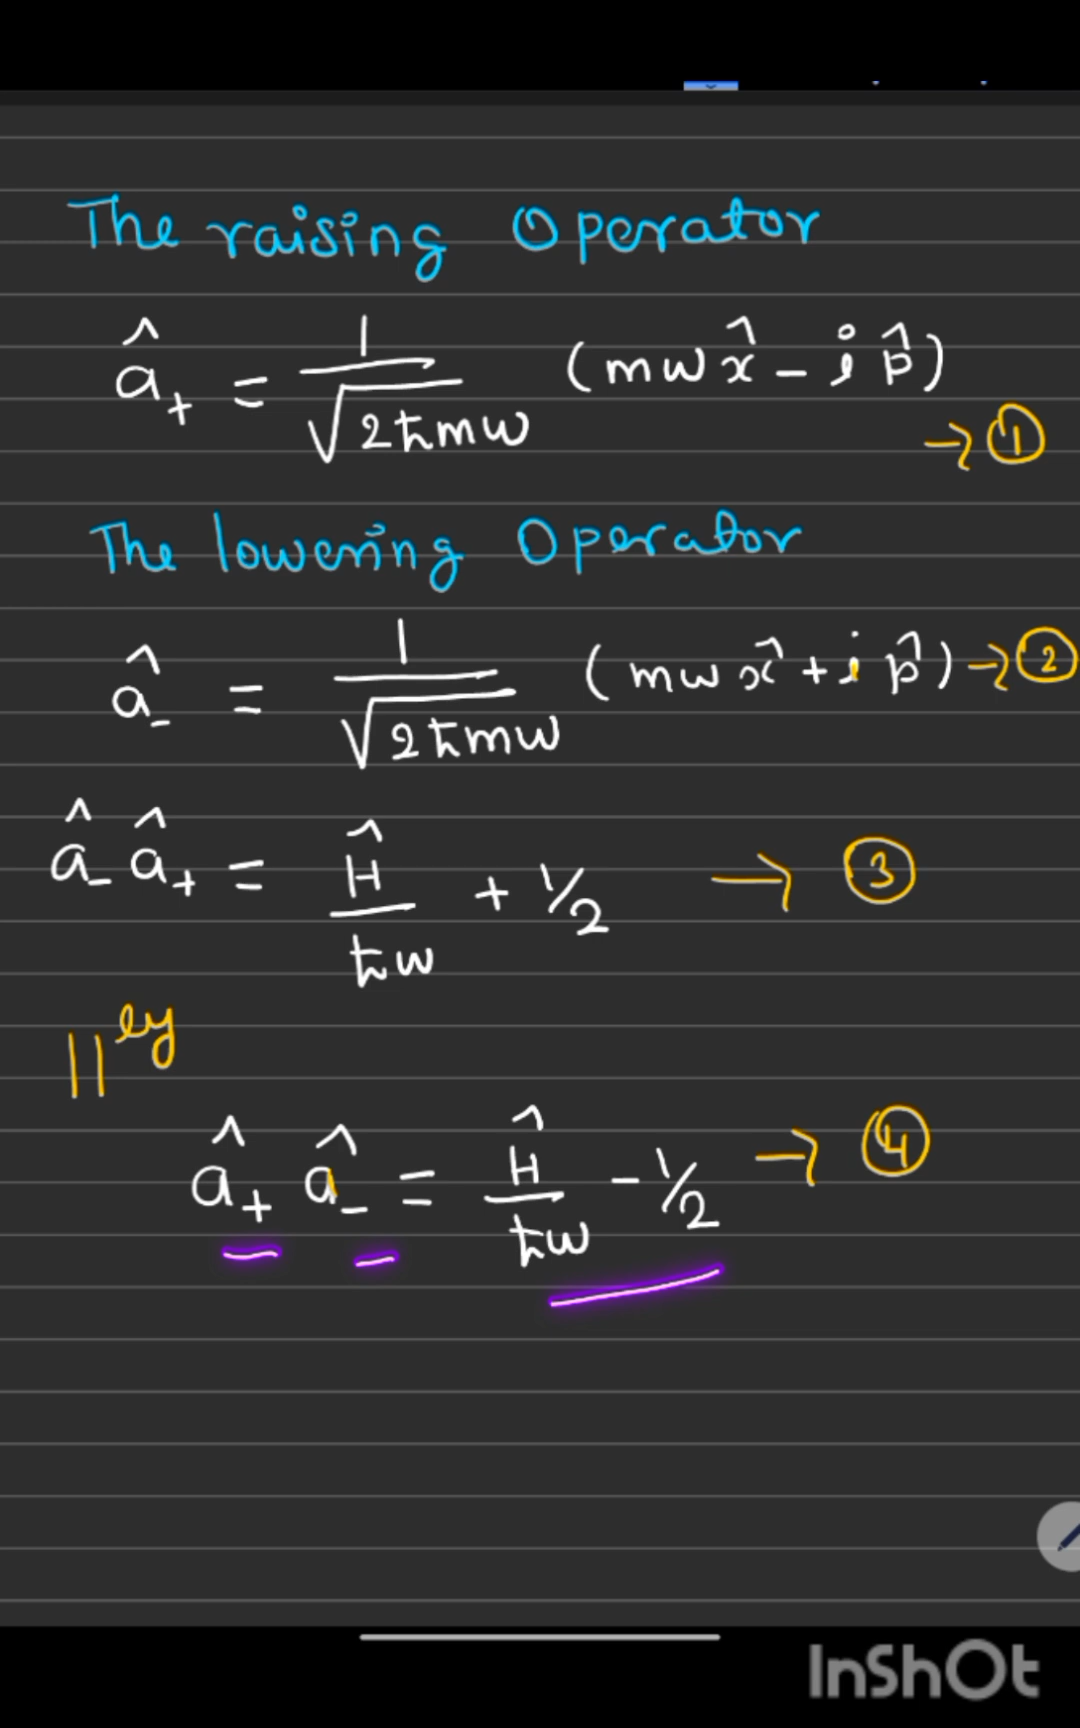 The raising Operator
â₊ = 1/√2ħmω (mωx̂ - ip̂) → ①
The lowering Operator
â₋ = 1/√2ħmω (mωx̂ + ip̂) → ②
â₋ â₊ = Ĥ/ħω + 1/2 → ③
||ly
â₊ â₋ = Ĥ/ħω - 1/2 → ④
InShOt